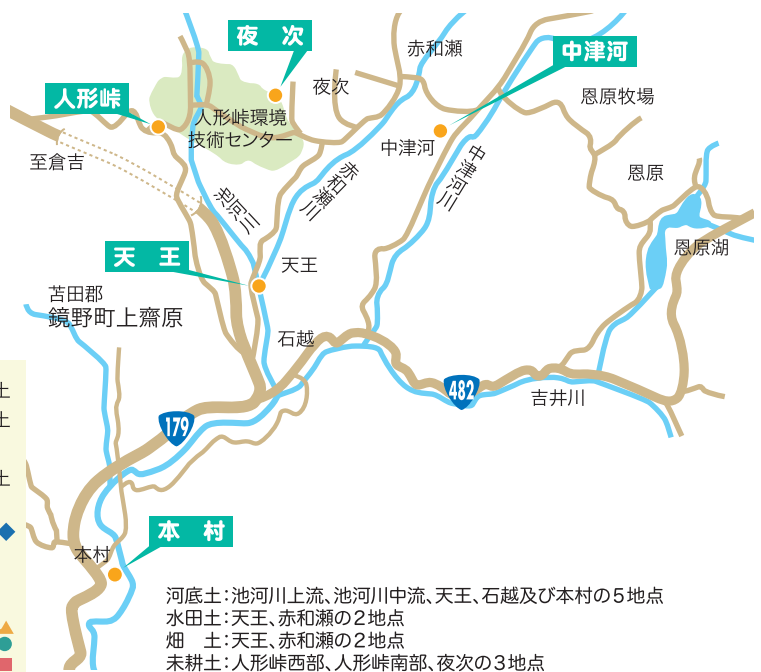 夜 次
赤和瀬
中津河
人形峠
夜次
恩原牧場
人形峠環境
技術センター
至倉吉
中津河
恩原
池河川
赤和瀬川
中津河川
恩原湖
天 王
天王
苫田郡
鏡野町上齋原
石越
482
吉井川
179
土
土
土
本 村
本村
河底土:池河川上流、池河川中流、天王、石越及び本村の5地点
水田土:天王、赤和瀬の2地点
畑 土:天王、赤和瀬の2地点
未耕土:人形峠西部、人形峠南部、夜次の3地点